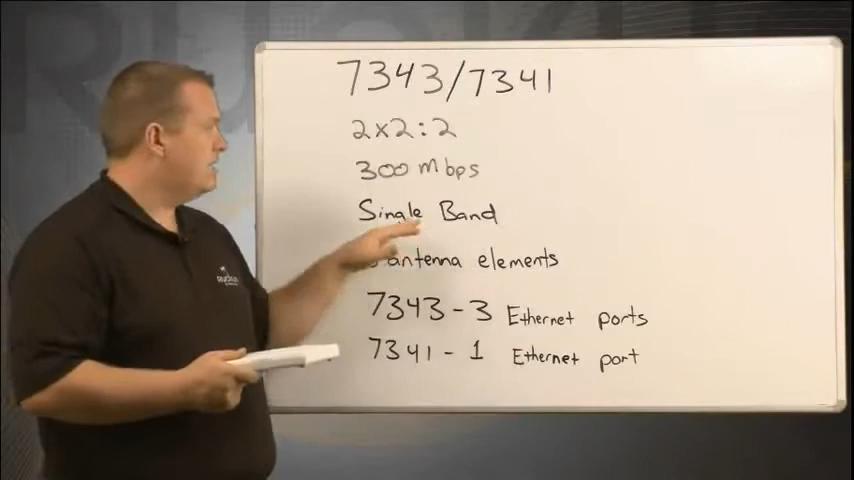 7343/7341
2x2:2
300 mbps
Single Band
antenna elements
7343 - 3 Ethernet ports
7341 - 1 Ethernet port